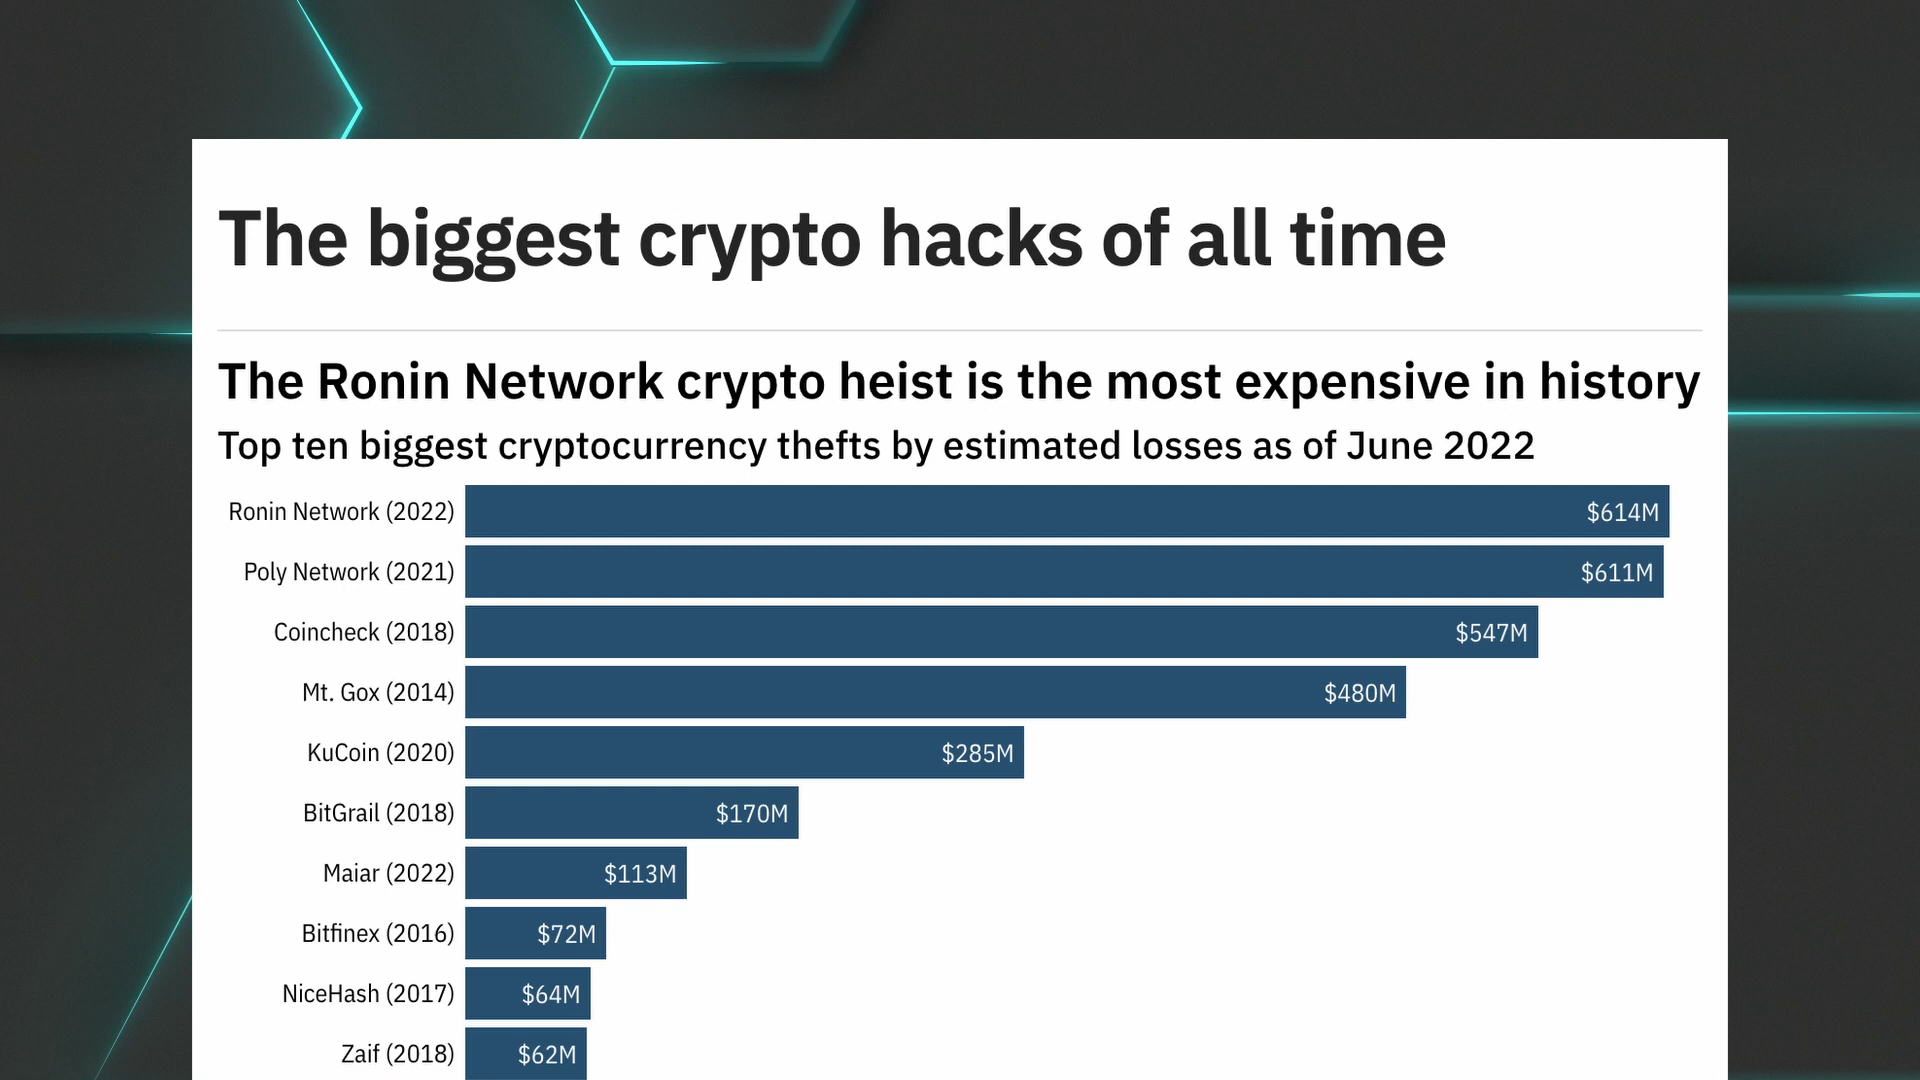 The biggest crypto hacks of all time
The Ronin Network crypto heist is the most expensive in history
Top ten biggest cryptocurrency thefts by estimated losses as of June 2022
Ronin Network (2022) $614M
Poly Network (2021) $611M
Coincheck (2018) $547M
Mt. Gox (2014) $480M
KuCoin (2020) $285M
BitGrail (2018) $170M
Maiar (2022) $113M
Bitfinex (2016) $72M
NiceHash (2017) $64M
Zaif (2018) $62M